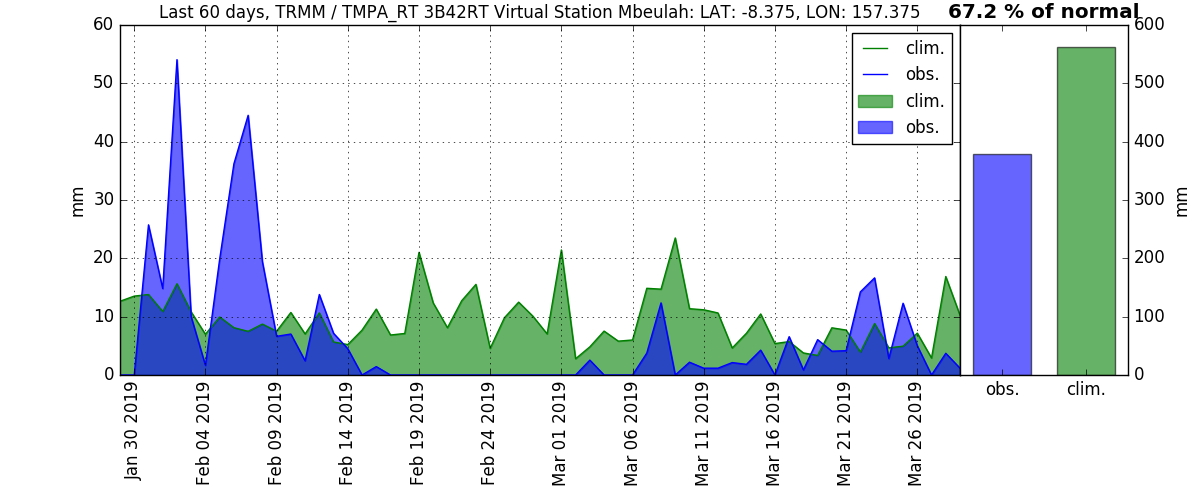 Last 60 days, TRMM / TMPA_RT 3B42RT Virtual Station Mbeulah: LAT: -8.375, LON: 157.375
67.2 % of normal
60
50
40
30
20
10
0
mm
clim.
obs.
clim.
obs.
600
500
400
300
200
100
0
mm
obs.
clim.
Jan 30 2019
Feb 04 2019
Feb 09 2019
Feb 14 2019
Feb 19 2019
Feb 24 2019
Mar 01 2019
Mar 06 2019
Mar 11 2019
Mar 16 2019
Mar 21 2019
Mar 26 2019